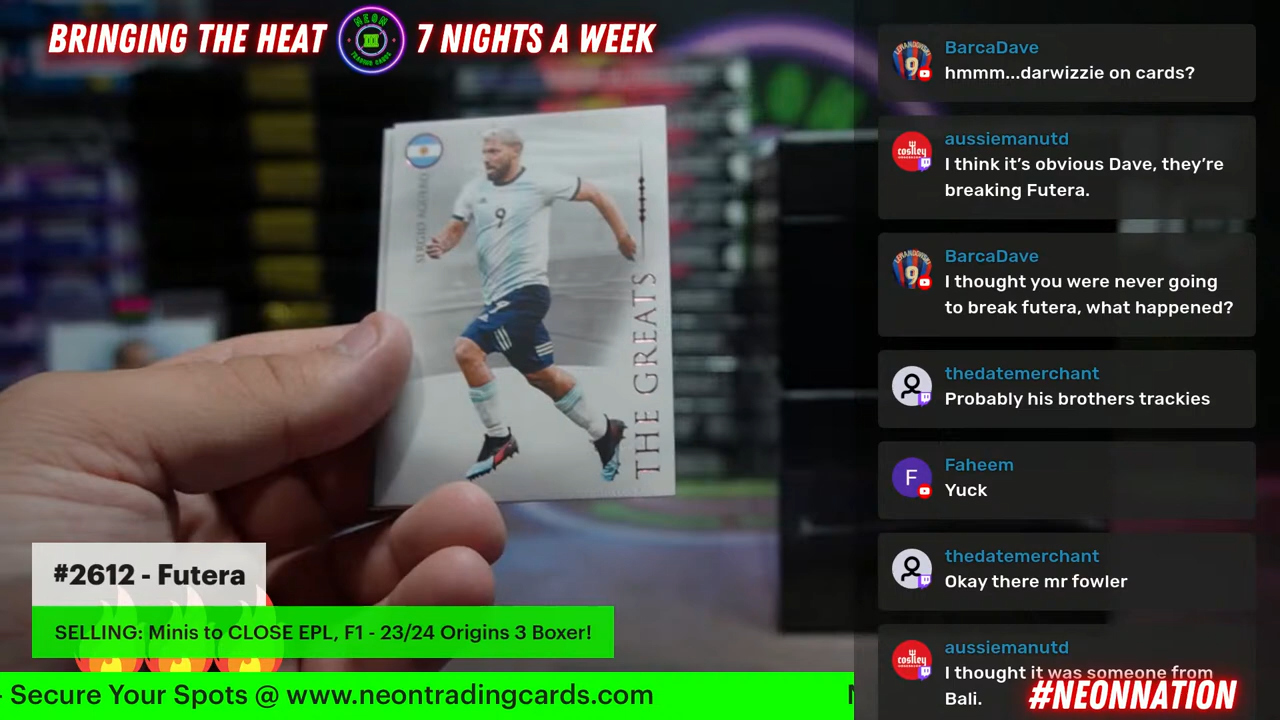 BRINGING THE HEAT
NEON
III
TRADING CARDS
7 NIGHTS A WEEK
SERGIO AGUERO
9
THE GREATS
#2612 - Futera
SELLING: Minis to CLOSE EPL, F1 - 23/24 Origins 3 Boxer!
- Secure Your Spots @ www.neontradingcards.com
BarcaDave
hmmm...darwizzie on cards?
aussiemanutd
I think it’s obvious Dave, they’re
breaking Futera.
BarcaDave
I thought you were never going
to break futera, what happened?
thedatemerchant
Probably his brothers trackies
Faheem
Yuck
thedatemerchant
Okay there mr fowler
aussiemanutd
I thought it was someone from
Bali.
#NEONNATION